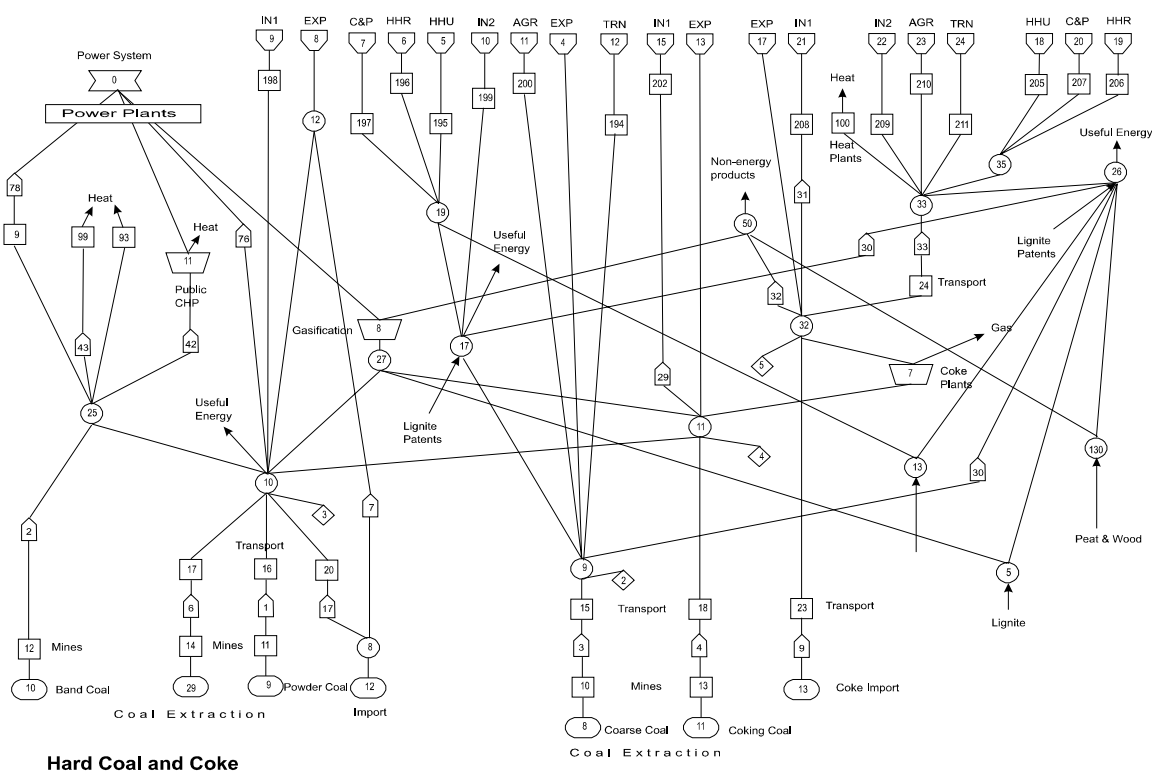 IN1 EXP C&P HHR HHU IN2 AGR EXP TRN IN1 EXP EXP IN1 IN2 AGR TRN HHU C&P HHR
9 8 7 6 5 10 11 4 12 15 13 17 21 22 23 24 18 20 19
Power System
0
Power Plants
198 196 199 200 202 210 205 207 206
Heat
12 197 195 194 208 100 209 211
Heat
Plants
Useful Energy
35 26
78
Non-energy
products
31
Heat
9 99 93 76
Heat
19 50 33
30 33
Useful
Energy
Lignite
Patents
11
Public
CHP
32 24 Transport
Gasification 8
32
43 42 27 17
Gas
5 7 Coke
Plants
29
25
Useful
Energy
Lignite
Patents
11
4 13 30 130
10
3 7
2
Transport
Peat & Wood
17 16 20
9 2 5
6 1 17
15 Transport 18 23 Transport
Lignite
12 Mines 14 Mines 11 8
3 4 9
10 Band Coal 29 9 Powder Coal 12
10 Mines 13 13 Coke Import
Coal Extraction
Import
8 Coarse Coal 11 Coking Coal
Coal Extraction
Hard Coal and Coke